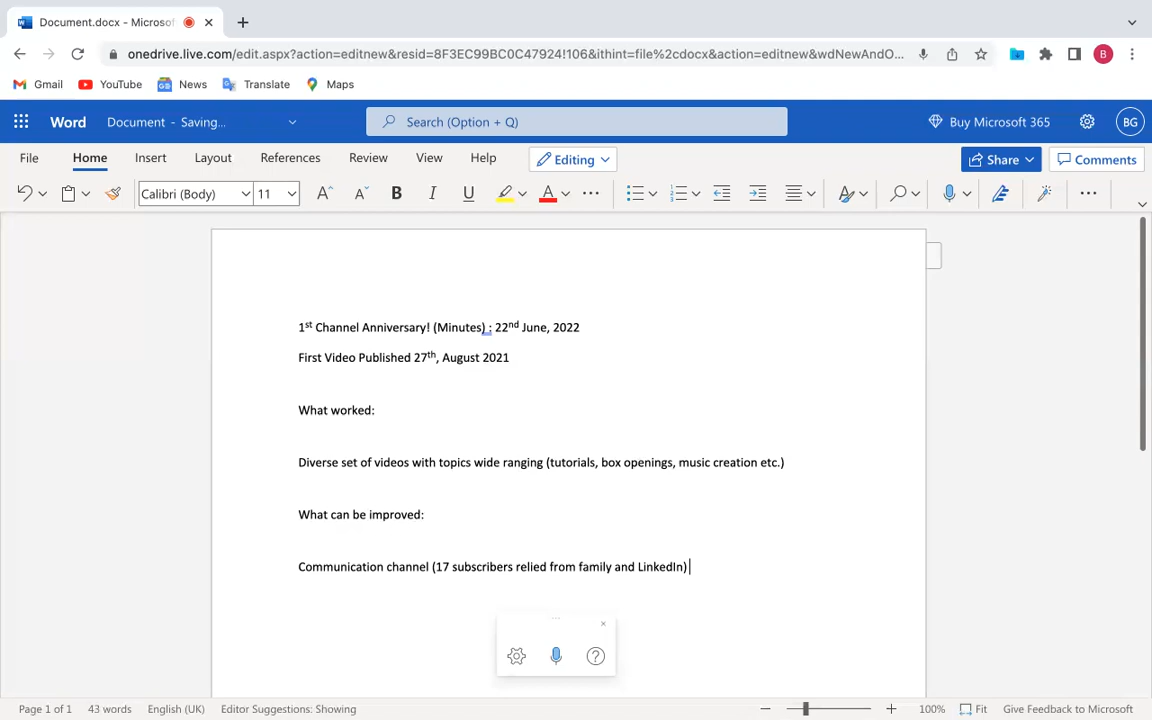 Document.docx - Microsof
onedrive.live.com/edit.aspx?action=editnew&resid=8F3EC99BC0C47924!106&ithint=file%2cdocx&action=editnew&wdNewAndO...
B
Gmail YouTube News Translate Maps
Word Document - Saving... Search (Option + Q) Buy Microsoft 365 BG
File Home Insert Layout References Review View Help Editing Share Comments
Calibri (Body) 11 A A B I U A
1st Channel Anniversary! (Minutes) : 22nd June, 2022
First Video Published 27th, August 2021
What worked:
Diverse set of videos with topics wide ranging (tutorials, box openings, music creation etc.)
What can be improved:
Communication channel (17 subscribers relied from family and LinkedIn)
Page 1 of 1 43 words English (UK) Editor Suggestions: Showing 100% Fit Give Feedback to Microsoft